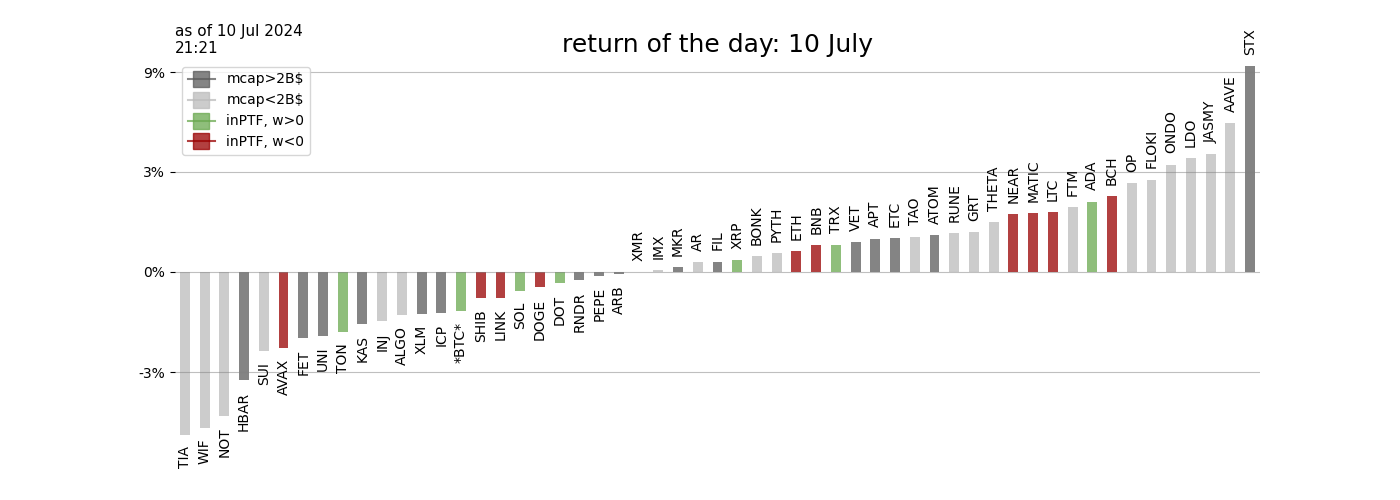 as of 10 Jul 2024
21:21
return of the day: 10 July
mcap>2B$
mcap<2B$
inPTF, w>0
inPTF, w<0
9%
3%
0%
-3%
TIA
WIF
NOT
HBAR
SUI
AVAX
FET
UNI
TON
KAS
INJ
ALGO
XLM
ICP
*BTC*
SHIB
LINK
SOL
DOGE
DOT
RNDR
PEPE
ARB
XMR
IMX
MKR
AR
FIL
XRP
BONK
PYTH
ETH
BNB
TRX
VET
APT
ETC
TAO
ATOM
RUNE
GRT
THETA
NEAR
MATIC
LTC
FTM
ADA
BCH
OP
FLOKI
ONDO
LDO
JASMY
AAVE
STX